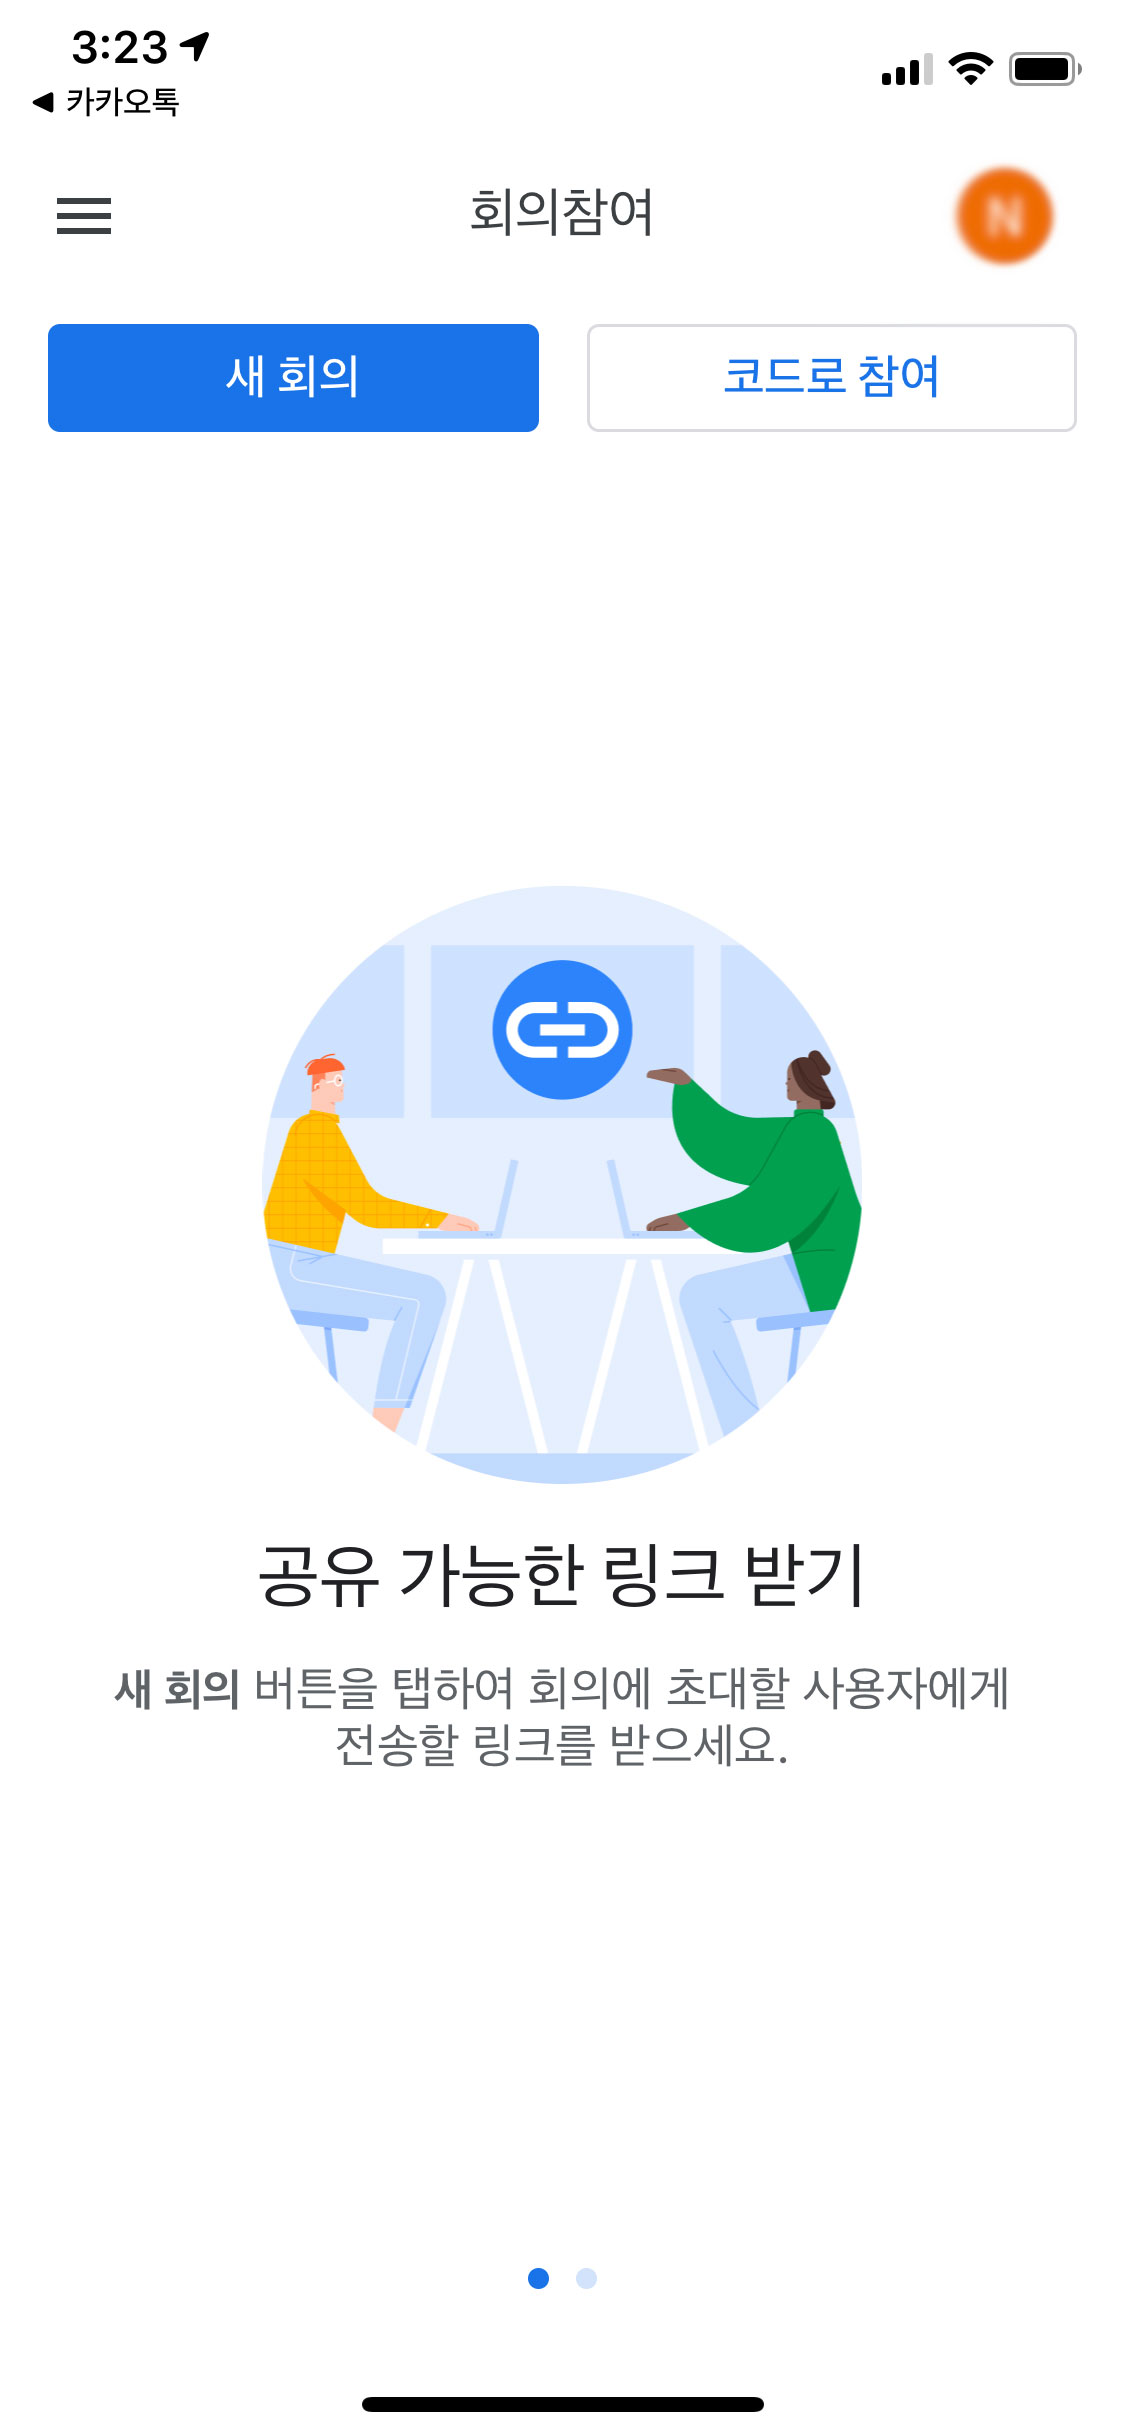 3:23
카카오톡
회의참여
N
새 회의
코드로 참여
공유 가능한 링크 받기
새 회의 버튼을 탭하여 회의에 초대할 사용자에게
전송할 링크를 받으세요.